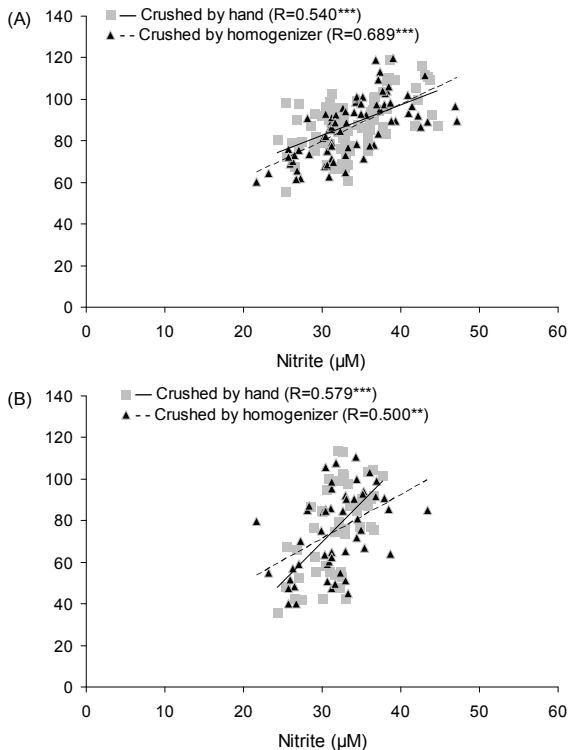 (A)
— Crushed by hand (R=0.540***)
--- Crushed by homogenizer (R=0.689***)
140
120
100
80
60
40
20
0
0 10 20 30 40 50 60
Nitrite (µM)
(B)
— Crushed by hand (R=0.579***)
--- Crushed by homogenizer (R=0.500**)
140
120
100
80
60
40
20
0
0 10 20 30 40 50 60
Nitrite (µM)